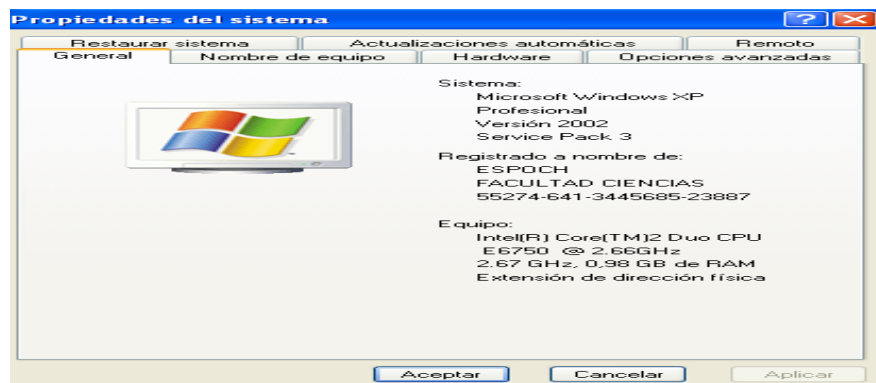 Propiedades del sistema
Restaurar sistema
Actualizaciones automáticas
Remoto
General
Nombre de equipo
Hardware
Opciones avanzadas
Sistema:
Microsoft Windows XP
Profesional
Versión 2002
Service Pack 3
Registrado a nombre de:
ESPOCH
FACULTAD CIENCIAS
55274-641-3445685-23887
Equipo:
Intel(R) Core(TM)2 Duo CPU
E6750 @ 2.66GHz
2.67 GHz, 0,98 GB de RAM
Extensión de dirección física
Aceptar
Cancelar
Aplicar